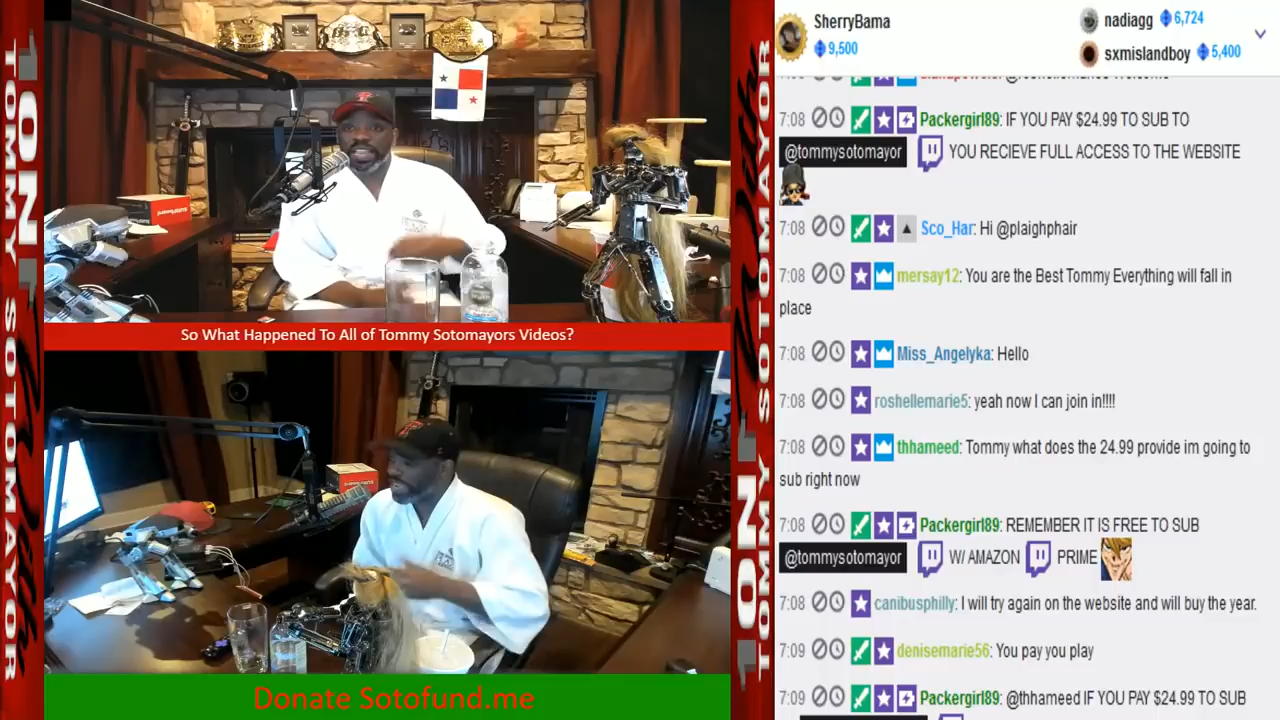 1ON1 With
TOMMY SOTOMAYOR
So What Happened To All of Tommy Sotomayors Videos?
Donate Sotofund.me
1ON1 With
TOMMY SOTOMAYOR
SherryBama
9,500
nadiagg 6,724
sxmislandboy 5,400
7:08 Packergirl89: IF YOU PAY $24.99 TO SUB TO
@tommysotomayor YOU RECIEVE FULL ACCESS TO THE WEBSITE
7:08 Sco_Har: Hi @plaighphair
7:08 mersay12: You are the Best Tommy Everything will fall in
place
7:08 Miss_Angelyka: Hello
7:08 roshellemarie5: yeah now I can join in!!!!
7:08 thhameed: Tommy what does the 24.99 provide im going to
sub right now
7:08 Packergirl89: REMEMBER IT IS FREE TO SUB
@tommysotomayor W/ AMAZON PRIME
7:08 canibusphilly: I will try again on the website and will buy the year.
7:09 denisemarie56: You pay you play
7:09 Packergirl89: @thhameed IF YOU PAY $24.99 TO SUB